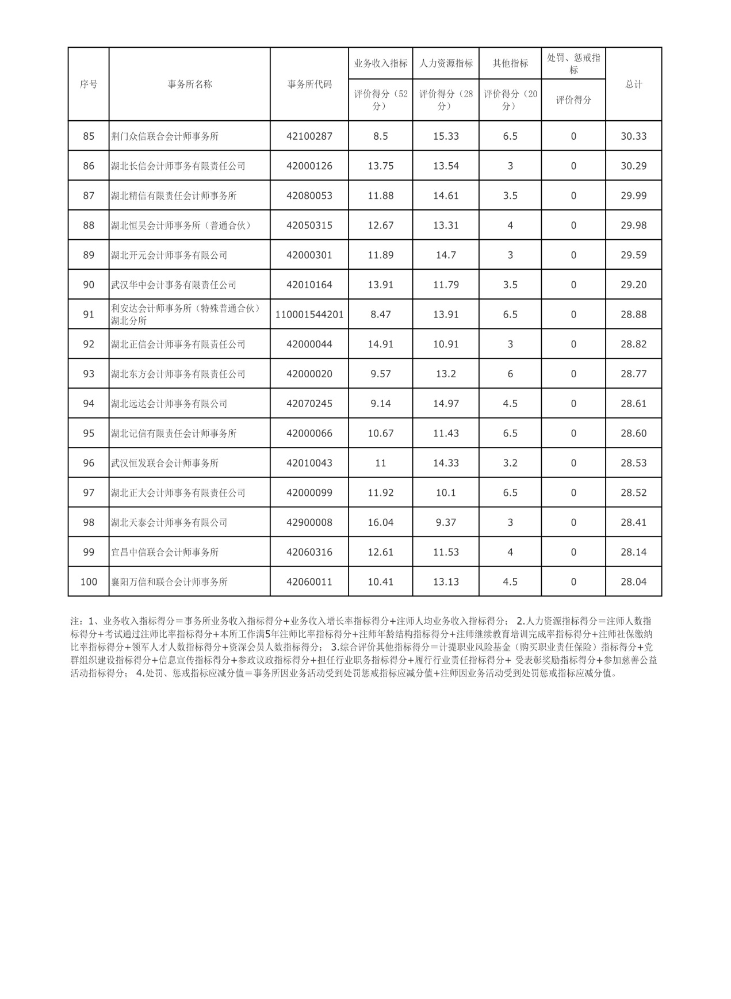 序号 事务所名称 事务所代码 业务收入指标 人力资源指标 其他指标 处罚、惩戒指标 总计
评价得分（52分） 评价得分（28分） 评价得分（20分） 评价得分
85 荆门众信联合会计师事务所 42100287 8.5 15.33 6.5 0 30.33
86 湖北长信会计师事务有限责任公司 42000126 13.75 13.54 3 0 30.29
87 湖北精信有限责任会计师事务所 42080053 11.88 14.61 3.5 0 29.99
88 湖北恒昊会计师事务所（普通合伙） 42050315 12.67 13.31 4 0 29.98
89 湖北开元会计师事务有限公司 42000301 11.89 14.7 3 0 29.59
90 武汉华中会计事务有限责任公司 42010164 13.91 11.79 3.5 0 29.20
91 利安达会计师事务所（特殊普通合伙）湖北分所 110001544201 8.47 13.91 6.5 0 28.88
92 湖北正信会计师事务有限责任公司 42000044 14.91 10.91 3 0 28.82
93 湖北东方会计师事务有限责任公司 42000020 9.57 13.2 6 0 28.77
94 湖北远达会计师事务有限公司 42070245 9.14 14.97 4.5 0 28.61
95 湖北记信有限责任会计师事务所 42000066 10.67 11.43 6.5 0 28.60
96 武汉恒发联合会计师事务所 42010043 11 14.33 3.2 0 28.53
97 湖北正大会计师事务有限责任公司 42000099 11.92 10.1 6.5 0 28.52
98 湖北天泰会计师事务有限公司 42900008 16.04 9.37 3 0 28.41
99 宜昌中信联合会计师事务所 42060316 12.61 11.53 4 0 28.14
100 襄阳万信和联合会计师事务所 42060011 10.41 13.13 4.5 0 28.04
注：1、业务收入指标得分＝事务所业务收入指标得分+业务收入增长率指标得分+注师人均业务收入指标得分； 2.人力资源指标得分＝注师人数指
标得分+考试通过注师比率指标得分+本所工作满5年注师比率指标得分+注师年龄结构指标得分+注师继续教育培训完成率指标得分+注师社保缴纳
比率指标得分+领军人才人数指标得分+资深会员人数指标得分； 3.综合评价其他指标得分＝计提职业风险基金（购买职业责任保险）指标得分+党
群组织建设指标得分+信息宣传指标得分+参政议政指标得分+担任行业职务指标得分+履行行业责任指标得分+ 受表彰奖励指标得分+参加慈善公益
活动指标得分； 4.处罚、惩戒指标应减分值＝事务所因业务活动受到处罚惩戒指标应减分值+注师因业务活动受到处罚惩戒指标应减分值。